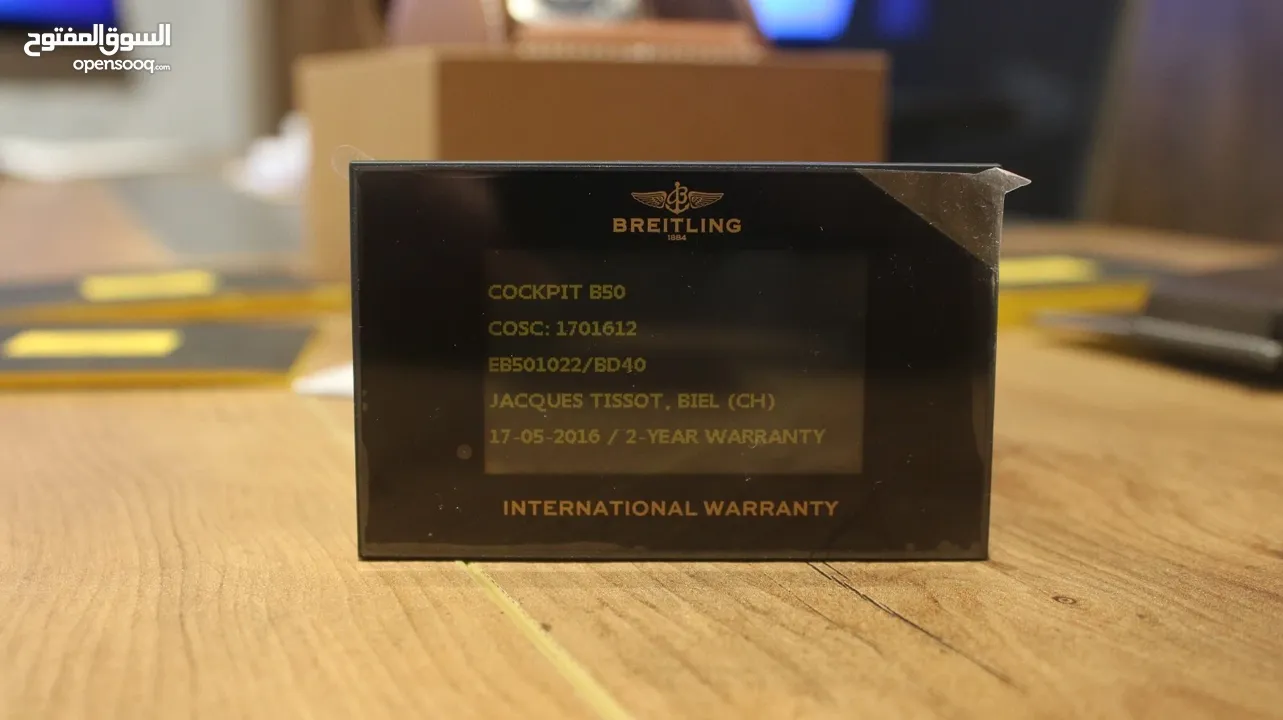 السوق المفتوح
opensooq.com
BREITLING
1884
COCKPIT B50
COSC: 1701612
EB501022/BD40
JACQUES TISSOT, BIEL (CH)
17-05-2016 / 2-YEAR WARRANTY
INTERNATIONAL WARRANTY